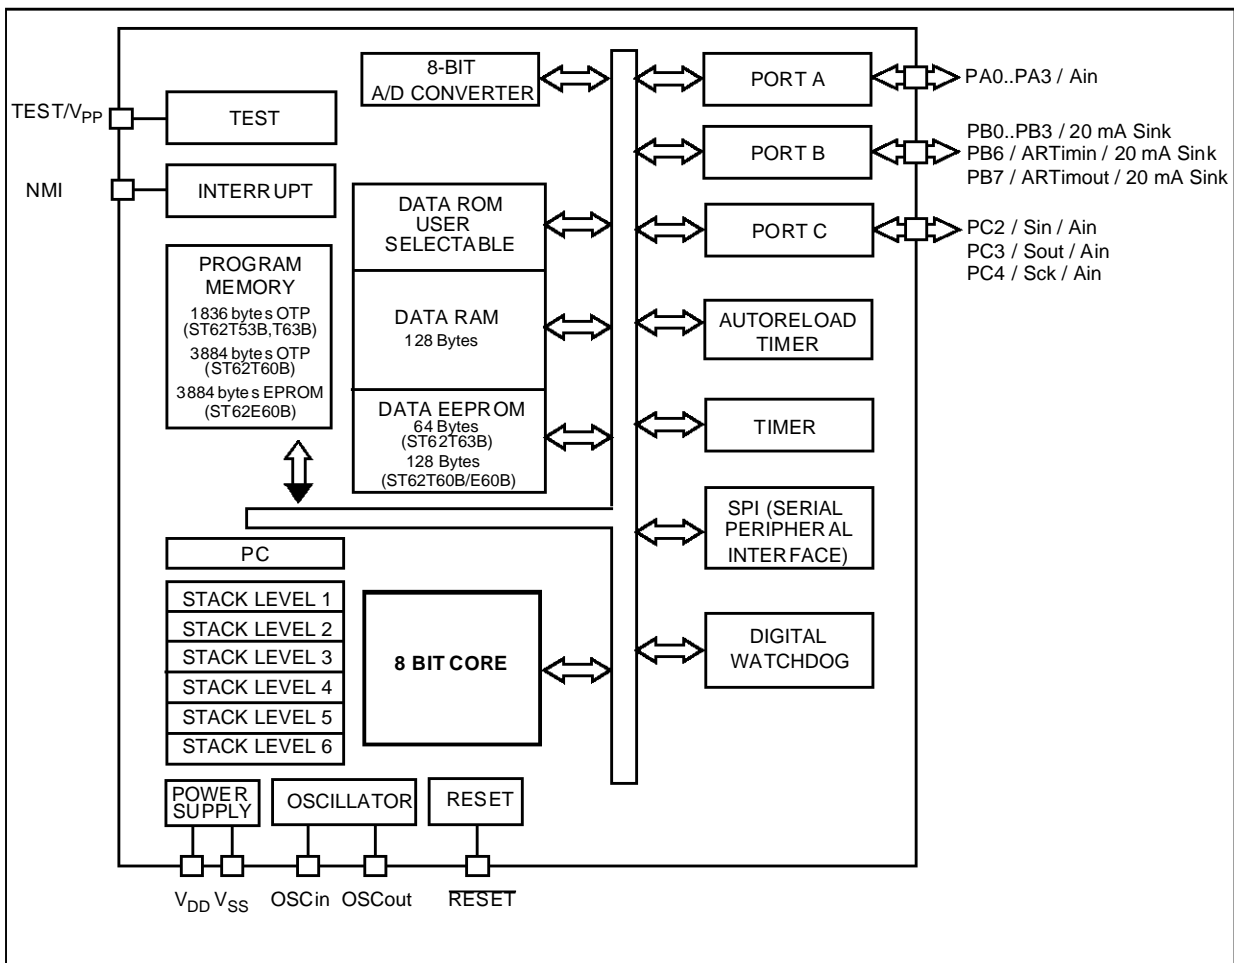 8-BIT
A/D CONVERTER
PORT A
PA0..PA3 / Ain
TEST/VPP
TEST
PORT B
PB0..PB3 / 20 mA Sink
PB6 / ARTimin / 20 mA Sink
PB7 / ARTimout / 20 mA Sink
NMI
INTERRUPT
DATA ROM
USER
SELECTABLE
PORT C
PC2 / Sin / Ain
PC3 / Sout / Ain
PC4 / Sck / Ain
PROGRAM
MEMORY
1836 bytes OTP
(ST62T53B,T63B)
3884 bytes OTP
(ST62T60B)
3884 bytes EPROM
(ST62E60B)
DATA RAM
128 Bytes
AUTORELOAD
TIMER
DATA EEPROM
64 Bytes
(ST62T63B)
128 Bytes
(ST62T60B/E60B)
TIMER
SPI (SERIAL
PERIPHERAL
INTERFACE)
PC
STACK LEVEL 1
STACK LEVEL 2
STACK LEVEL 3
STACK LEVEL 4
STACK LEVEL 5
STACK LEVEL 6
8 BIT CORE
DIGITAL
WATCHDOG
POWER
SUPPLY
OSCILLATOR
RESET
VDD VSS
OSCin OSCout
RESET